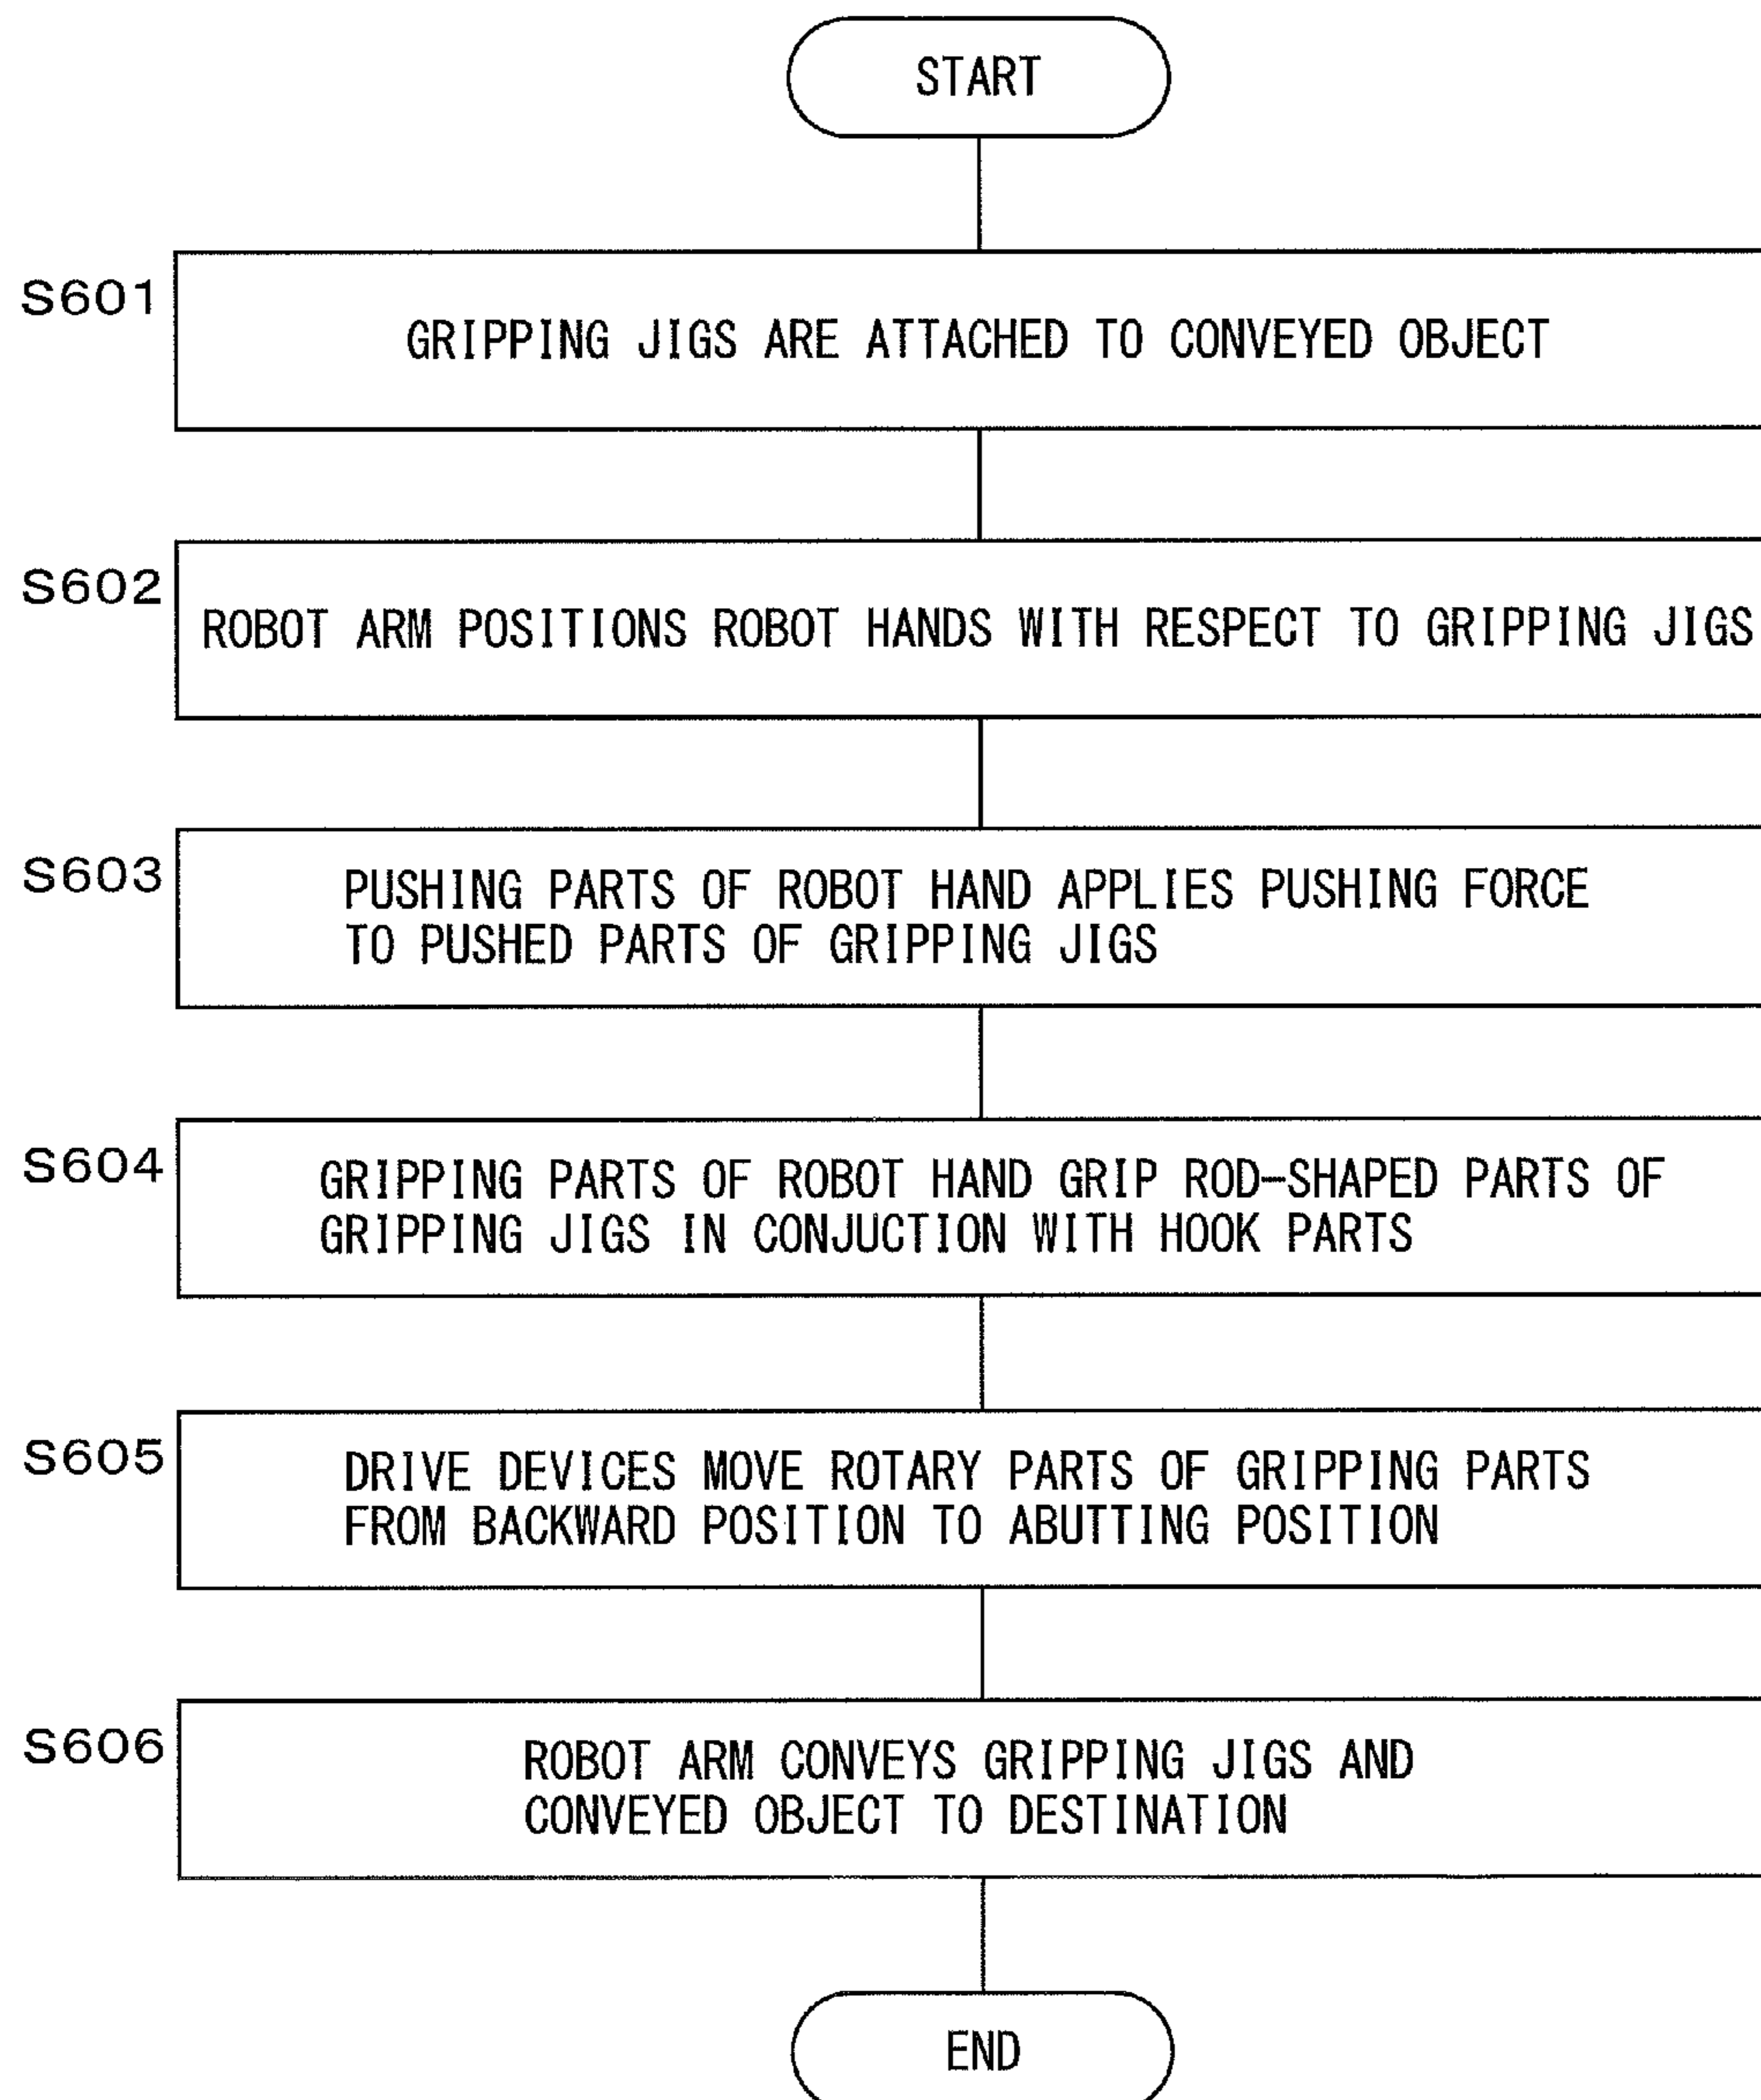 START
S601
GRIPPING JIGS ARE ATTACHED TO CONVEYED OBJECT
S602
ROBOT ARM POSITIONS ROBOT HANDS WITH RESPECT TO GRIPPING JIGS
S603
PUSHING PARTS OF ROBOT HAND APPLIES PUSHING FORCE
TO PUSHED PARTS OF GRIPPING JIGS
S604
GRIPPING PARTS OF ROBOT HAND GRIP ROD-SHAPED PARTS OF
GRIPPING JIGS IN CONJUCTION WITH HOOK PARTS
S605
DRIVE DEVICES MOVE ROTARY PARTS OF GRIPPING PARTS
FROM BACKWARD POSITION TO ABUTTING POSITION
S606
ROBOT ARM CONVEYS GRIPPING JIGS AND
CONVEYED OBJECT TO DESTINATION
END